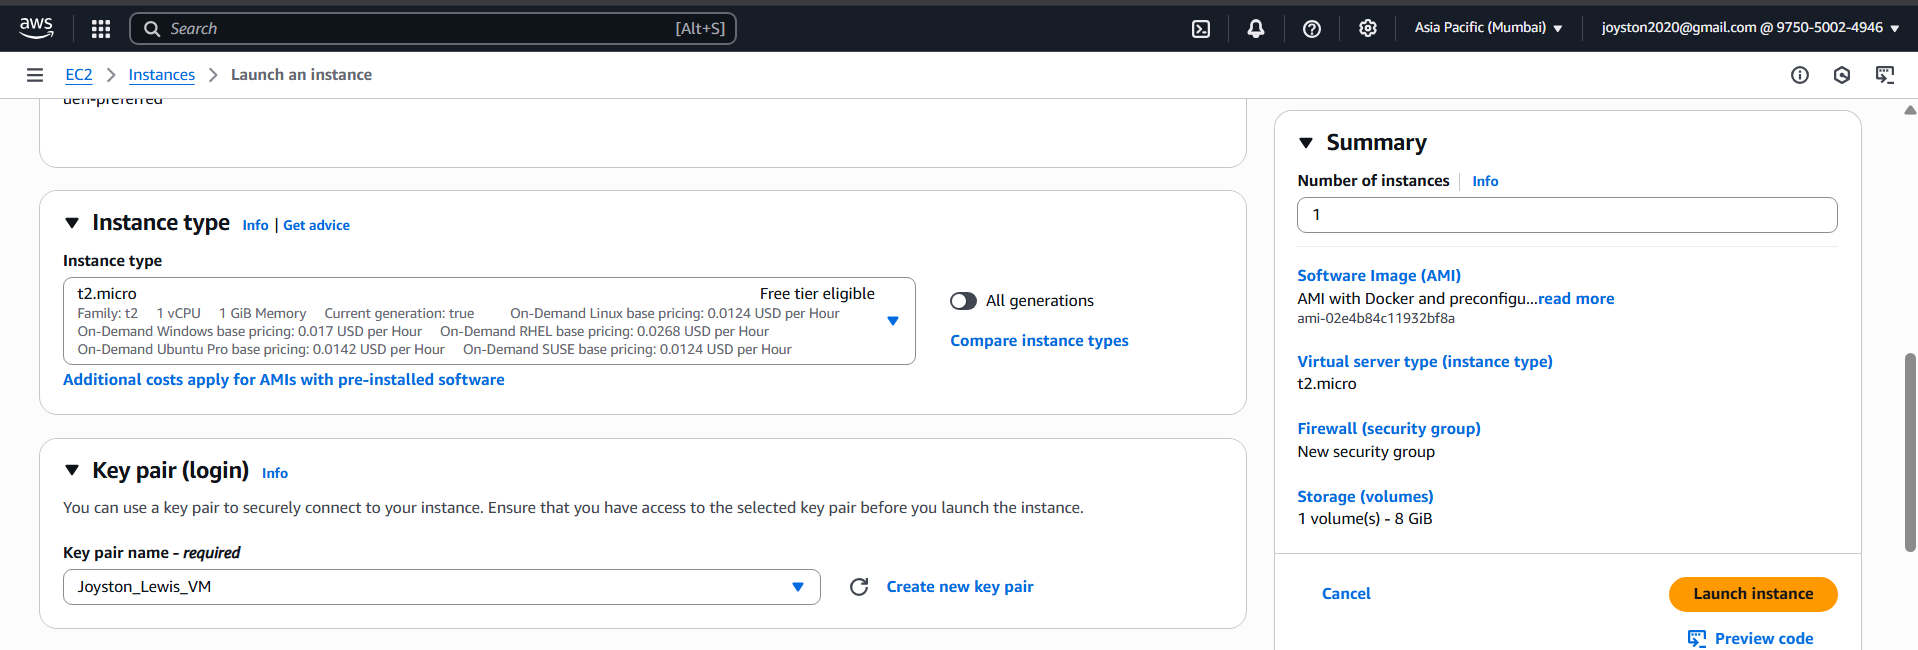 aws
Search [Alt+S]
Asia Pacific (Mumbai)
joyston2020@gmail.com @ 9750-5002-4946
EC2 > Instances > Launch an instance
uefi-preferred
Instance type Info | Get advice
Instance type
t2.micro Free tier eligible
Family: t2 1 vCPU 1 GiB Memory Current generation: true On-Demand Linux base pricing: 0.0124 USD per Hour
On-Demand Windows base pricing: 0.017 USD per Hour On-Demand RHEL base pricing: 0.0268 USD per Hour
On-Demand Ubuntu Pro base pricing: 0.0142 USD per Hour On-Demand SUSE base pricing: 0.0124 USD per Hour
All generations
Compare instance types
Additional costs apply for AMIs with pre-installed software
Key pair (login) Info
You can use a key pair to securely connect to your instance. Ensure that you have access to the selected key pair before you launch the instance.
Key pair name - required
Joyston_Lewis_VM
Create new key pair
Summary
Number of instances Info
1
Software Image (AMI)
AMI with Docker and preconfigu...read more
ami-02e4b84c11932bf8a
Virtual server type (instance type)
t2.micro
Firewall (security group)
New security group
Storage (volumes)
1 volume(s) - 8 GiB
Cancel
Launch instance
Preview code